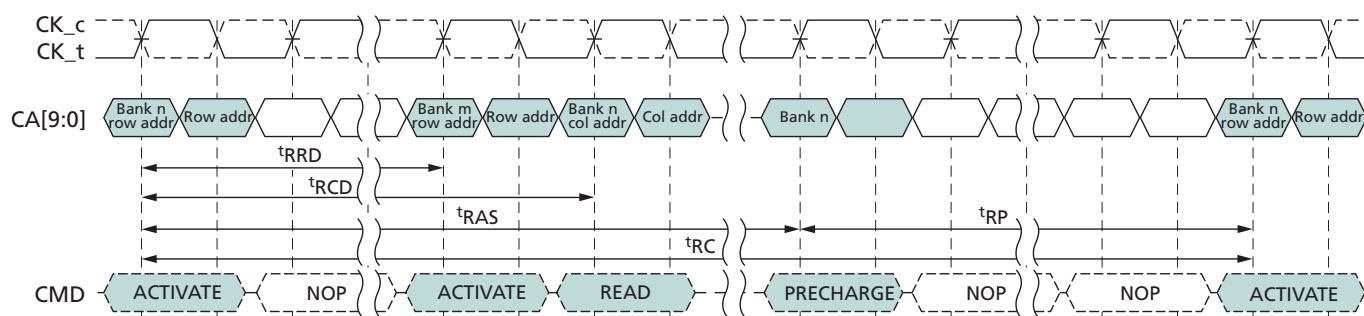 CK_c
CK_t
CA[9:0]
Bank n
row addr
Row addr
Bank m
row addr
Row addr
Bank n
col addr
Col addr
Bank n
Bank n
row addr
Row addr
tRRD
tRCD
tRAS
tRP
tRC
CMD
ACTIVATE
NOP
ACTIVATE
READ
PRECHARGE
NOP
NOP
ACTIVATE